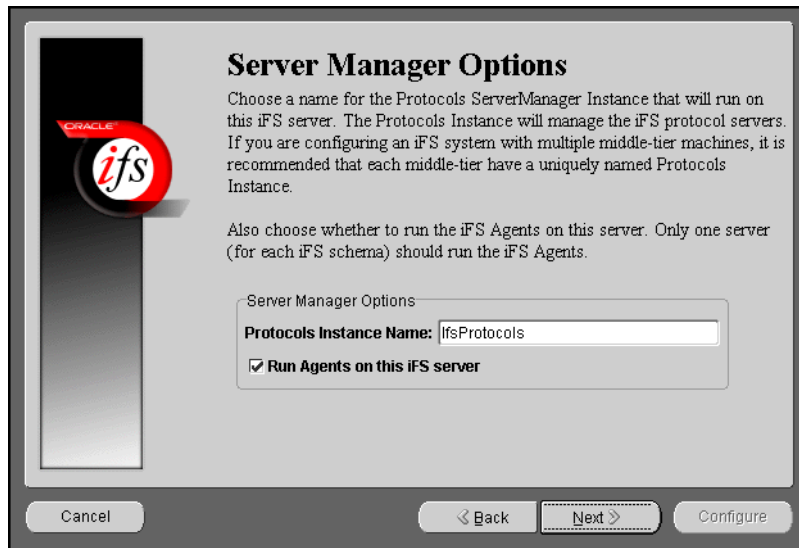 Server Manager Options
Choose a name for the Protocols ServerManager Instance that will run on
this iFS server. The Protocols Instance will manage the iFS protocol servers.
If you are configuring an iFS system with multiple middle-tier machines, it is
recommended that each middle-tier have a uniquely named Protocols
Instance.
Also choose whether to run the iFS Agents on this server. Only one server
(for each iFS schema) should run the iFS Agents.
ORACLE
ifs
Server Manager Options
Protocols Instance Name: IfsProtocols
Run Agents on this iFS server
Cancel
Back
Next
Configure